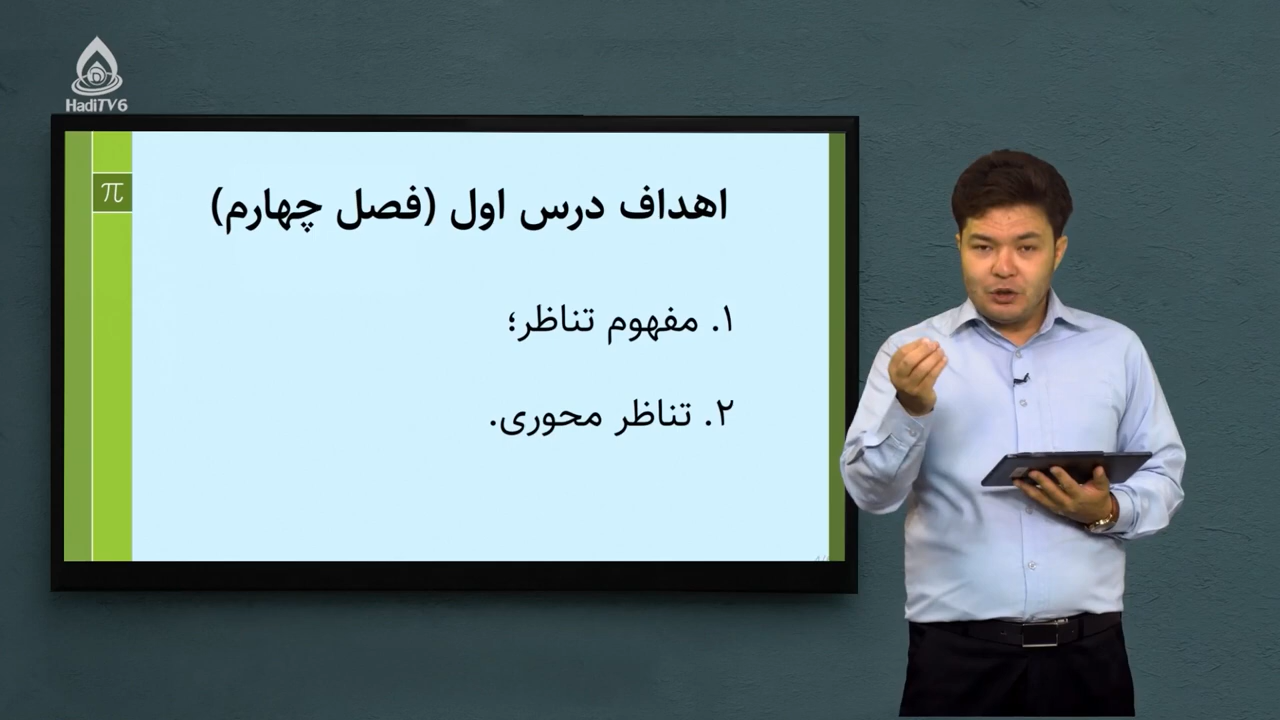 HadiTV6
π
اهداف درس اول (فصل چهارم)
۱. مفهوم تناظر؛
۲. تناظر محوری.